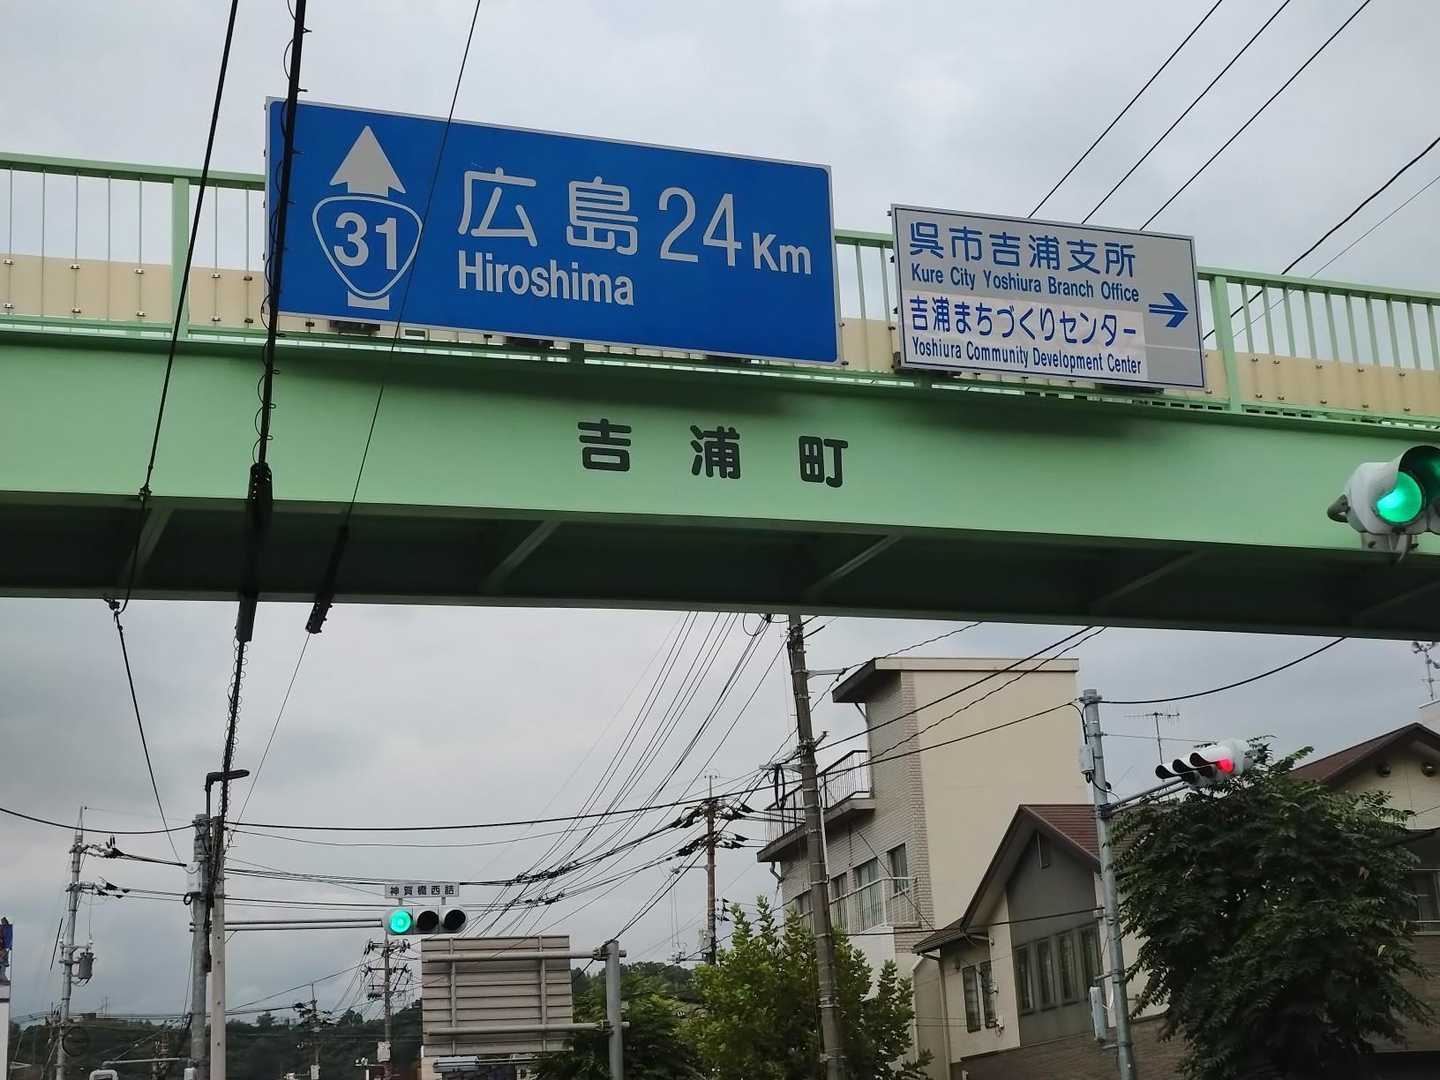 31
広島 24 Km
Hiroshima
呉市吉浦支所
Kure City Yoshiura Branch Office
吉浦まちづくりセンター
Yoshiura Community Development Center
吉浦町
神賀橋西詰